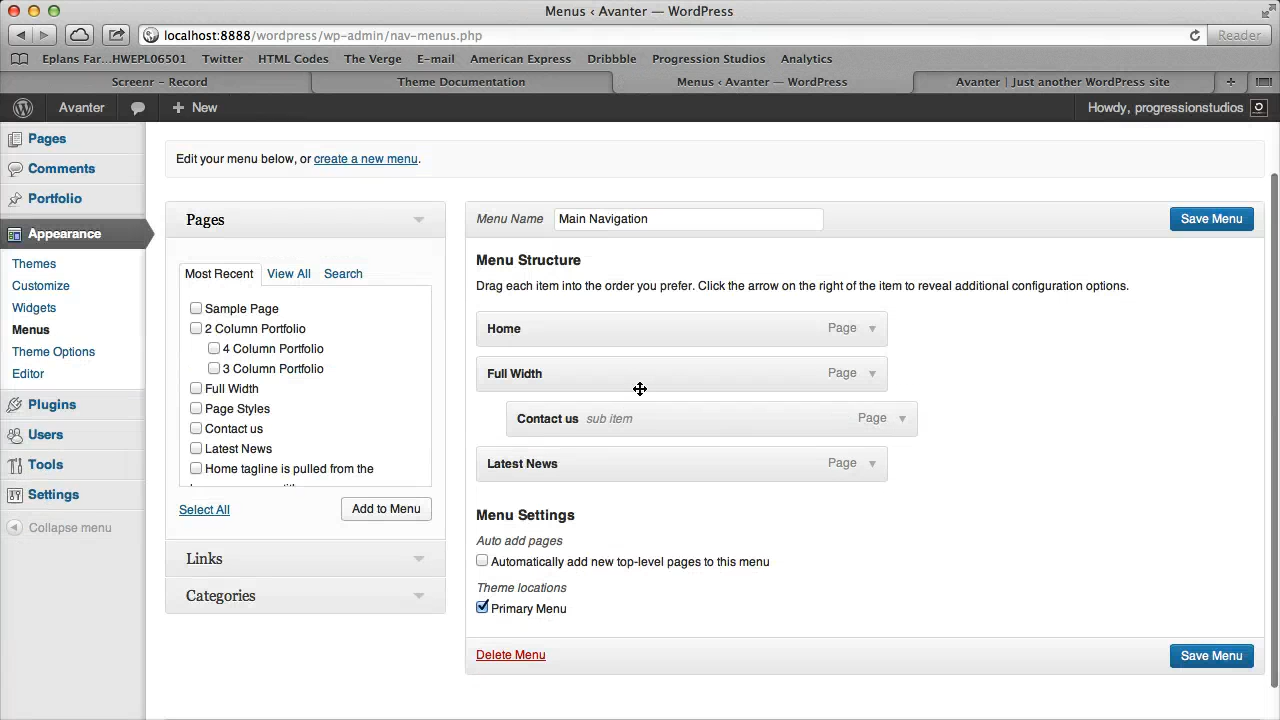 Menus ‹ Avanter — WordPress
localhost:8888/wordpress/wp-admin/nav-menus.php
Reader
Eplans Far...HWEPL06501 Twitter HTML Codes The Verge E-mail American Express Dribbble Progression Studios Analytics
Screenr – Record Theme Documentation Menus ‹ Avanter — WordPress Avanter | Just another WordPress site
Avanter + New Howdy, progressionstudios
Pages
Comments
Portfolio
Appearance
Themes
Customize
Widgets
Menus
Theme Options
Editor
Plugins
Users
Tools
Settings
Collapse menu
Edit your menu below, or create a new menu.
Pages
Most Recent View All Search
Sample Page
2 Column Portfolio
4 Column Portfolio
3 Column Portfolio
Full Width
Page Styles
Contact us
Latest News
Home tagline is pulled from the
Select All Add to Menu
Links
Categories
Menu Name Main Navigation Save Menu
Menu Structure
Drag each item into the order you prefer. Click the arrow on the right of the item to reveal additional configuration options.
Home Page
Full Width Page
Contact us sub item Page
Latest News Page
Menu Settings
Auto add pages
Automatically add new top-level pages to this menu
Theme locations
Primary Menu
Delete Menu Save Menu